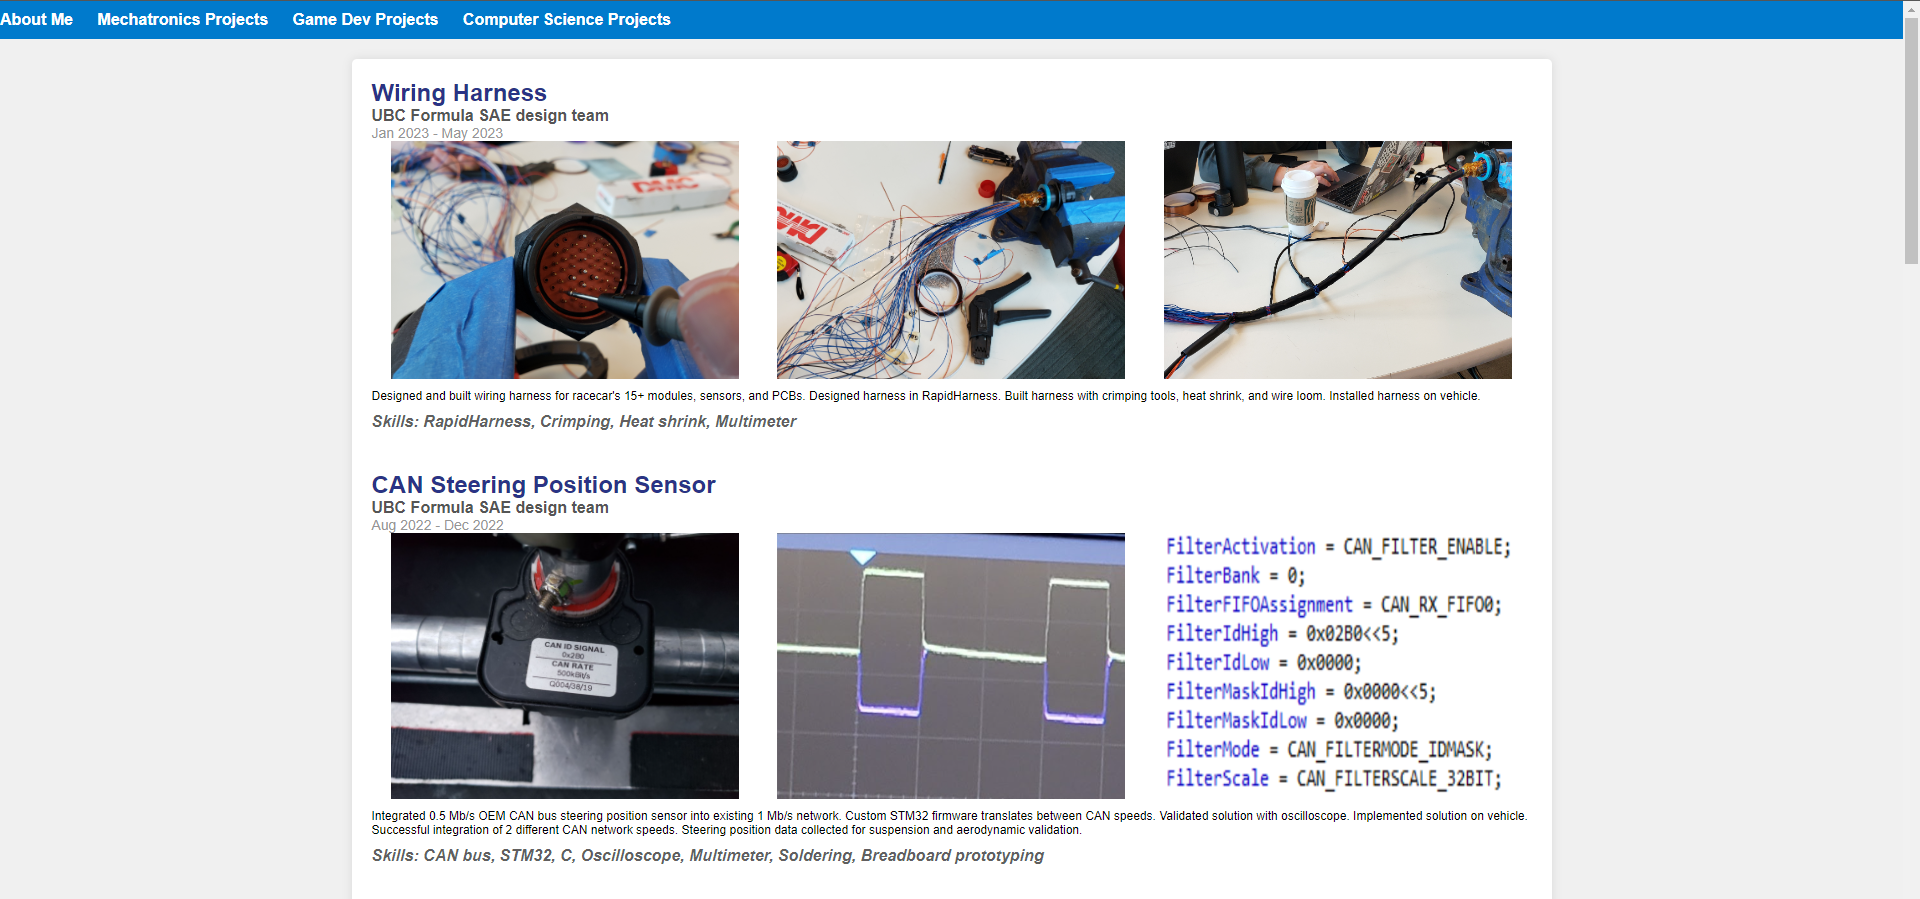 About Me Mechatronics Projects Game Dev Projects Computer Science Projects
Wiring Harness
UBC Formula SAE design team
Jan 2023 - May 2023
DMC
DMC
Designed and built wiring harness for racecar's 15+ modules, sensors, and PCBs. Designed harness in RapidHarness. Built harness with crimping tools, heat shrink, and wire loom. Installed harness on vehicle.
Skills: RapidHarness, Crimping, Heat shrink, Multimeter
CAN Steering Position Sensor
UBC Formula SAE design team
Aug 2022 - Dec 2022
CAN ID SIGNAL
0x2B0
CAN RATE
500kBit/s
Q004/38/19
FilterActivation = CAN_FILTER_ENABLE;
FilterBank = 0;
FilterFIFOAssignment = CAN_RX_FIFO0;
FilterIdHigh = 0x02B0<<5;
FilterIdLow = 0x0000;
FilterMaskIdHigh = 0x0000<<5;
FilterMaskIdLow = 0x0000;
FilterMode = CAN_FILTERMODE_IDMASK;
FilterScale = CAN_FILTERSCALE_32BIT;
Integrated 0.5 Mb/s OEM CAN bus steering position sensor into existing 1 Mb/s network. Custom STM32 firmware translates between CAN speeds. Validated solution with oscilloscope. Implemented solution on vehicle.
Successful integration of 2 different CAN network speeds. Steering position data collected for suspension and aerodynamic validation.
Skills: CAN bus, STM32, C, Oscilloscope, Multimeter, Soldering, Breadboard prototyping